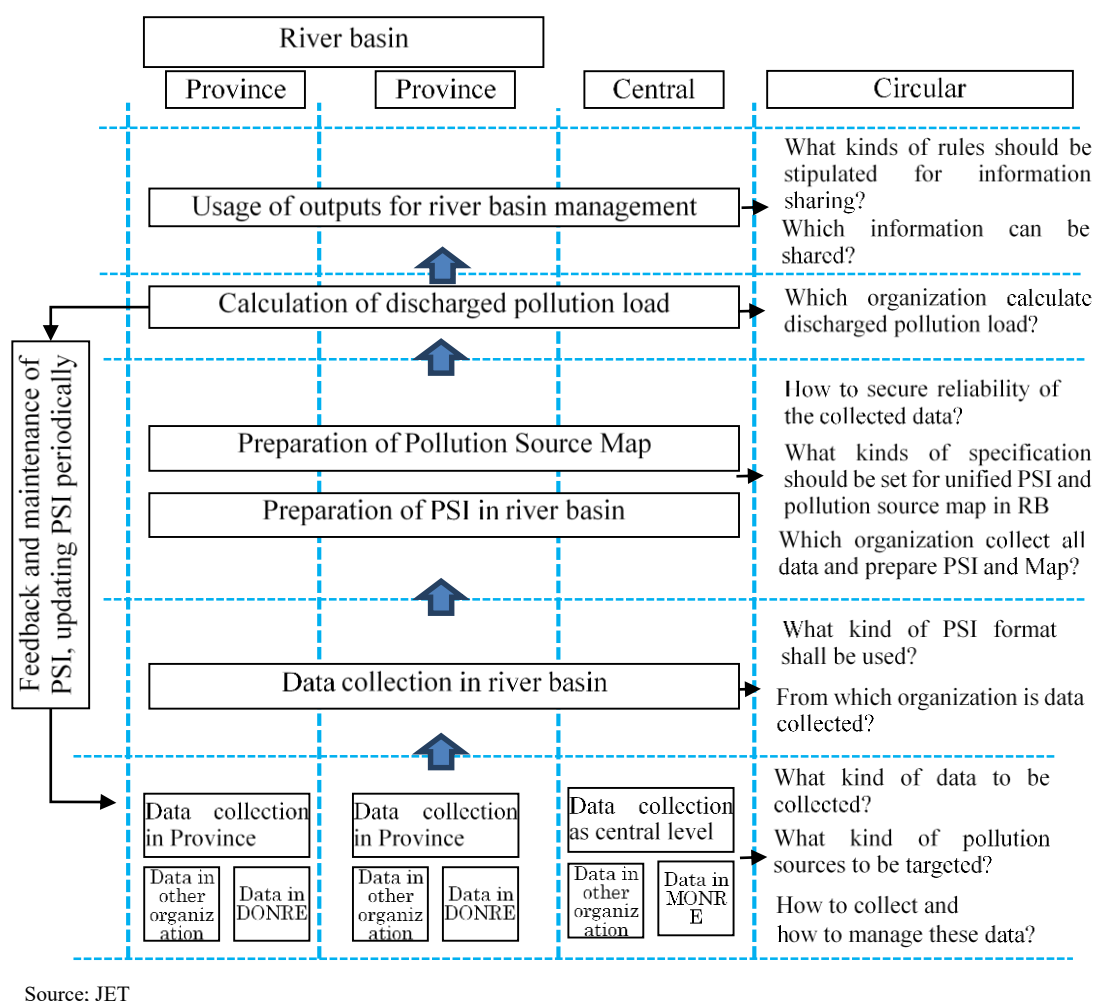 River basin
Province
Province
Central
Circular
Usage of outputs for river basin management
What kinds of rules should be
stipulated for information
sharing?
Which information can be
shared?
Calculation of discharged pollution load
Which organization calculate
discharged pollution load?
Feedback and maintenance of
PSI, updating PSI periodically
Preparation of Pollution Source Map
Preparation of PSI in river basin
How to secure reliability of
the collected data?
What kinds of specification
should be set for unified PSI and
pollution source map in RB
Which organization collect all
data and prepare PSI and Map?
Data collection in river basin
What kind of PSI format
shall be used?
From which organization is data
collected?
Data collection
in Province
Data collection
in Province
Data collection
as central level
Data in
other
organiz
ation
Data in
DONRE
Data in
other
organiz
ation
Data in
DONRE
Data in
other
organiz
ation
Data in
MONR
E
What kind of data to be
collected?
What kind of pollution
sources to be targeted?
How to collect and
how to manage these data?
Source; JET